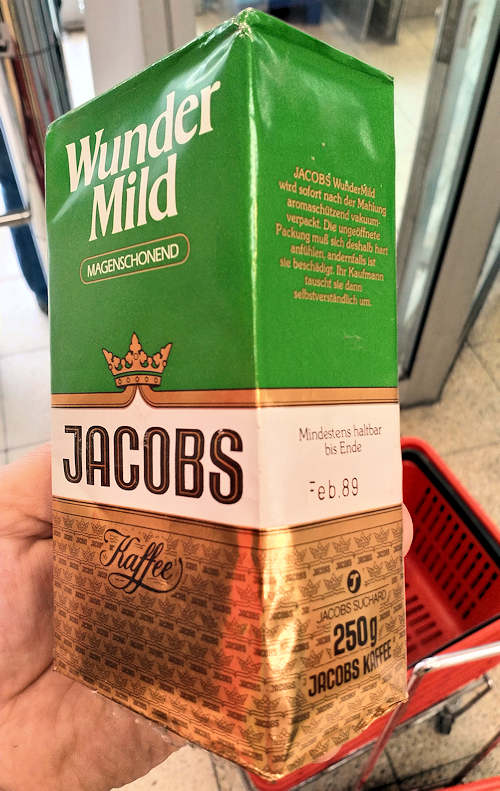 Wunder
Mild
MAGENSCHONEND
JACOBS
Kaffee
JACOBS WunderMild
wird sofort nach der Mahlung
aromaschützend vakuum-
verpackt. Die ungeöffnete
Packung muß sich deshalb hart
anfühlen, andernfalls ist
sie beschädigt. Ihr Kaufmann
tauscht sie dann
selbstverständlich um.
Mindestens haltbar
bis Ende
Feb.89
J
JACOBS SUCHARD
250g
JACOBS KAFFEE